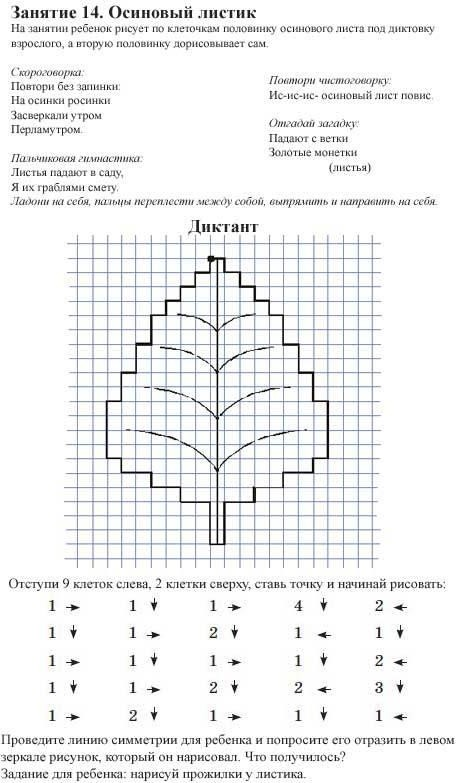 Занятие 14. Осиновый листик
На занятии ребенок рисует по клеточкам половинку осинового листа под диктовку
взрослого, а вторую половинку дорисовывает сам.
Скороговорка:
Повтори без запинки:
На осинки росинки
Засверкали утром
Перламутром.
Повтори чистоговорку:
Ис-ис-ис- осиновый лист повис.
Отгадай загадку:
Падают с ветки
Золотые монетки
(листья)
Пальчиковая гимнастика:
Листья падают в саду,
Я их граблями смету.
Ладони на себя, пальцы переплести между собой, выпрямить и направить на себя.
Диктант
Отступи 9 клеток слева, 2 клетки сверху, ставь точку и начинай рисовать:
1 → 1 ↓ 1 → 4 ↓ 2 ←
1 ↓ 1 → 2 ↓ 1 ← 1 ↓
1 → 1 ↓ 1 → 1 ↓ 2 ←
1 ↓ 1 → 2 ↓ 2 ← 3 ↓
1 → 2 ↓ 1 → 1 ↓ 1 ←
Проведите линию симметрии для ребенка и попросите его отразить в левом
зеркале рисунок, который он нарисовал. Что получилось?
Задание для ребенка: нарисуй прожилки у листика.